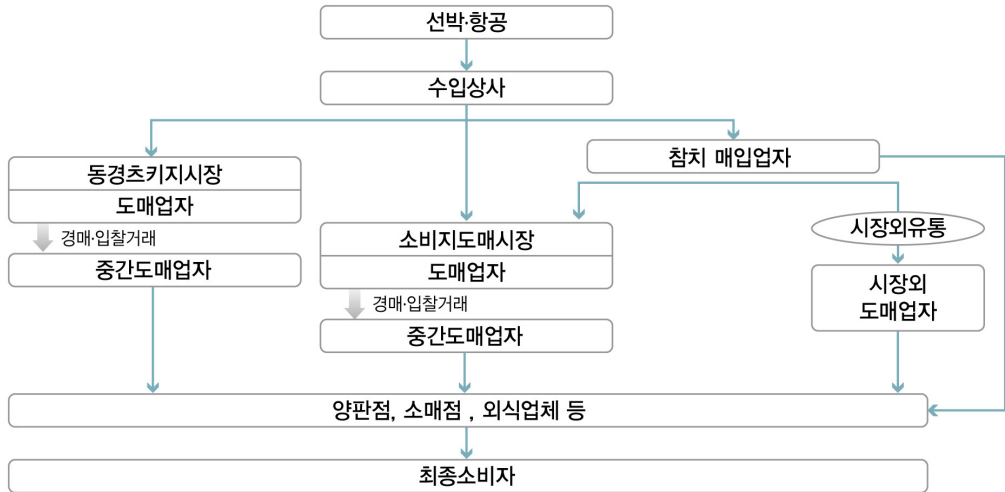 선박·항공
수입상사
참치 매입업자
동경츠키지시장
도매업자
경매·입찰거래
중간도매업자
소비지도매시장
도매업자
경매·입찰거래
중간도매업자
시장외유통
시장외
도매업자
양판점, 소매점 , 외식업체 등
최종소비자